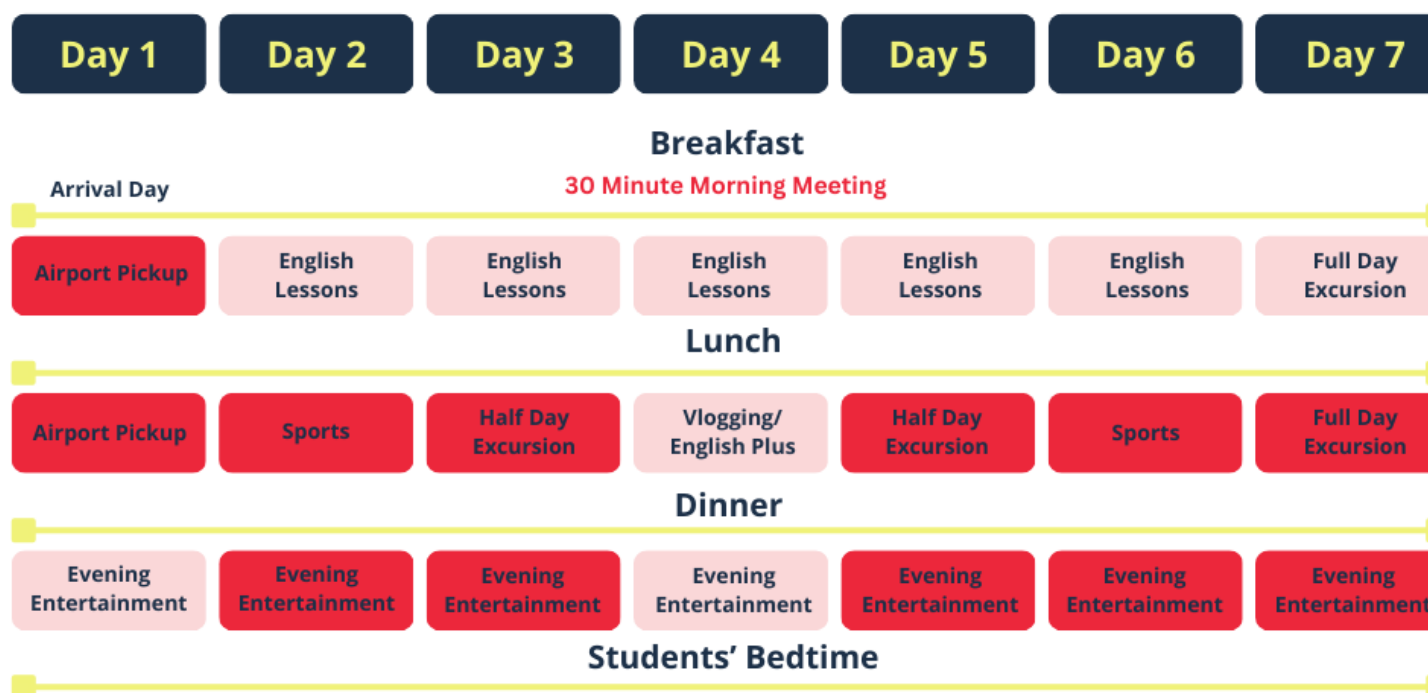 Day 1 Day 2 Day 3 Day 4 Day 5 Day 6 Day 7
Breakfast
Arrival Day 30 Minute Morning Meeting
Airport Pickup
English
Lessons
English
Lessons
English
Lessons
English
Lessons
English
Lessons
Full Day
Excursion
Lunch
Airport Pickup
Sports
Half Day
Excursion
Vlogging/
English Plus
Half Day
Excursion
Sports
Full Day
Excursion
Dinner
Evening
Entertainment
Evening
Entertainment
Evening
Entertainment
Evening
Entertainment
Evening
Entertainment
Evening
Entertainment
Evening
Entertainment
Students’ Bedtime